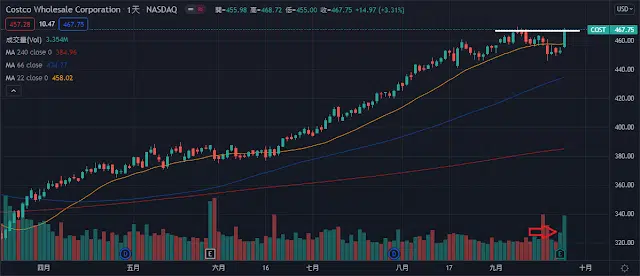 Costco Wholesale Corporation · 1天 · NASDAQ
開=455.98 高=468.72 低=455.00 收=467.75 +14.97 (+3.31%)
USD
457.28 10.47 467.75
成交量(Vol) 3.354M
MA 240 close 0 384.96
MA 66 close 0
MA 22 close 0 458.02
COST 467.75
460.00
440.00
420.00
400.00
380.00
360.00
340.00
320.00
D E D E
四月 五月 六月 16 七月 八月 17 九月 十月